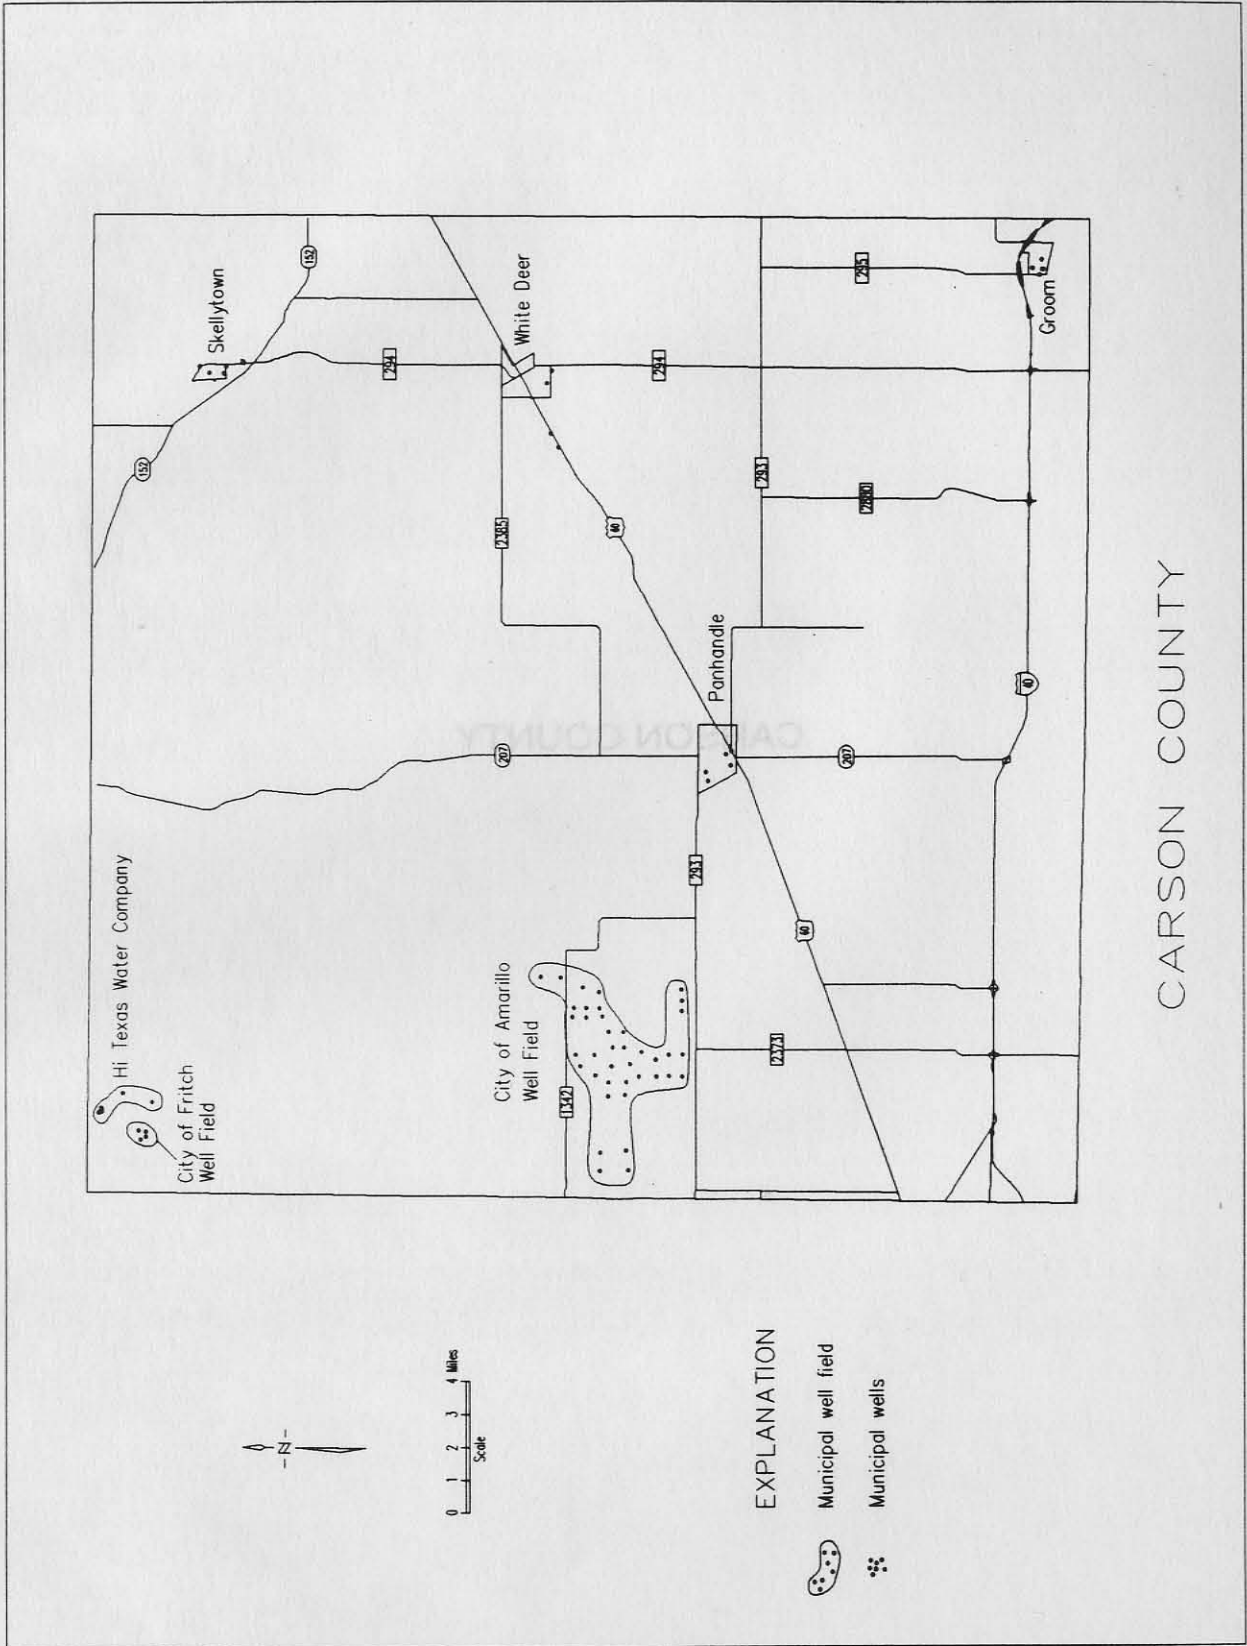 Hi Texas Water Company
City of Fritch
Well Field
152
Skellytown
152
294
City of Amarillo
Well Field
1342
207
2385
White Deer
60
294
293
Panhandle
293
2373
60
207
2880
295
40
Groom
N
0 1 2 3 4 Miles
Scale
EXPLANATION
Municipal well field
Municipal wells
CARSON COUNTY
CARSON COUNTY